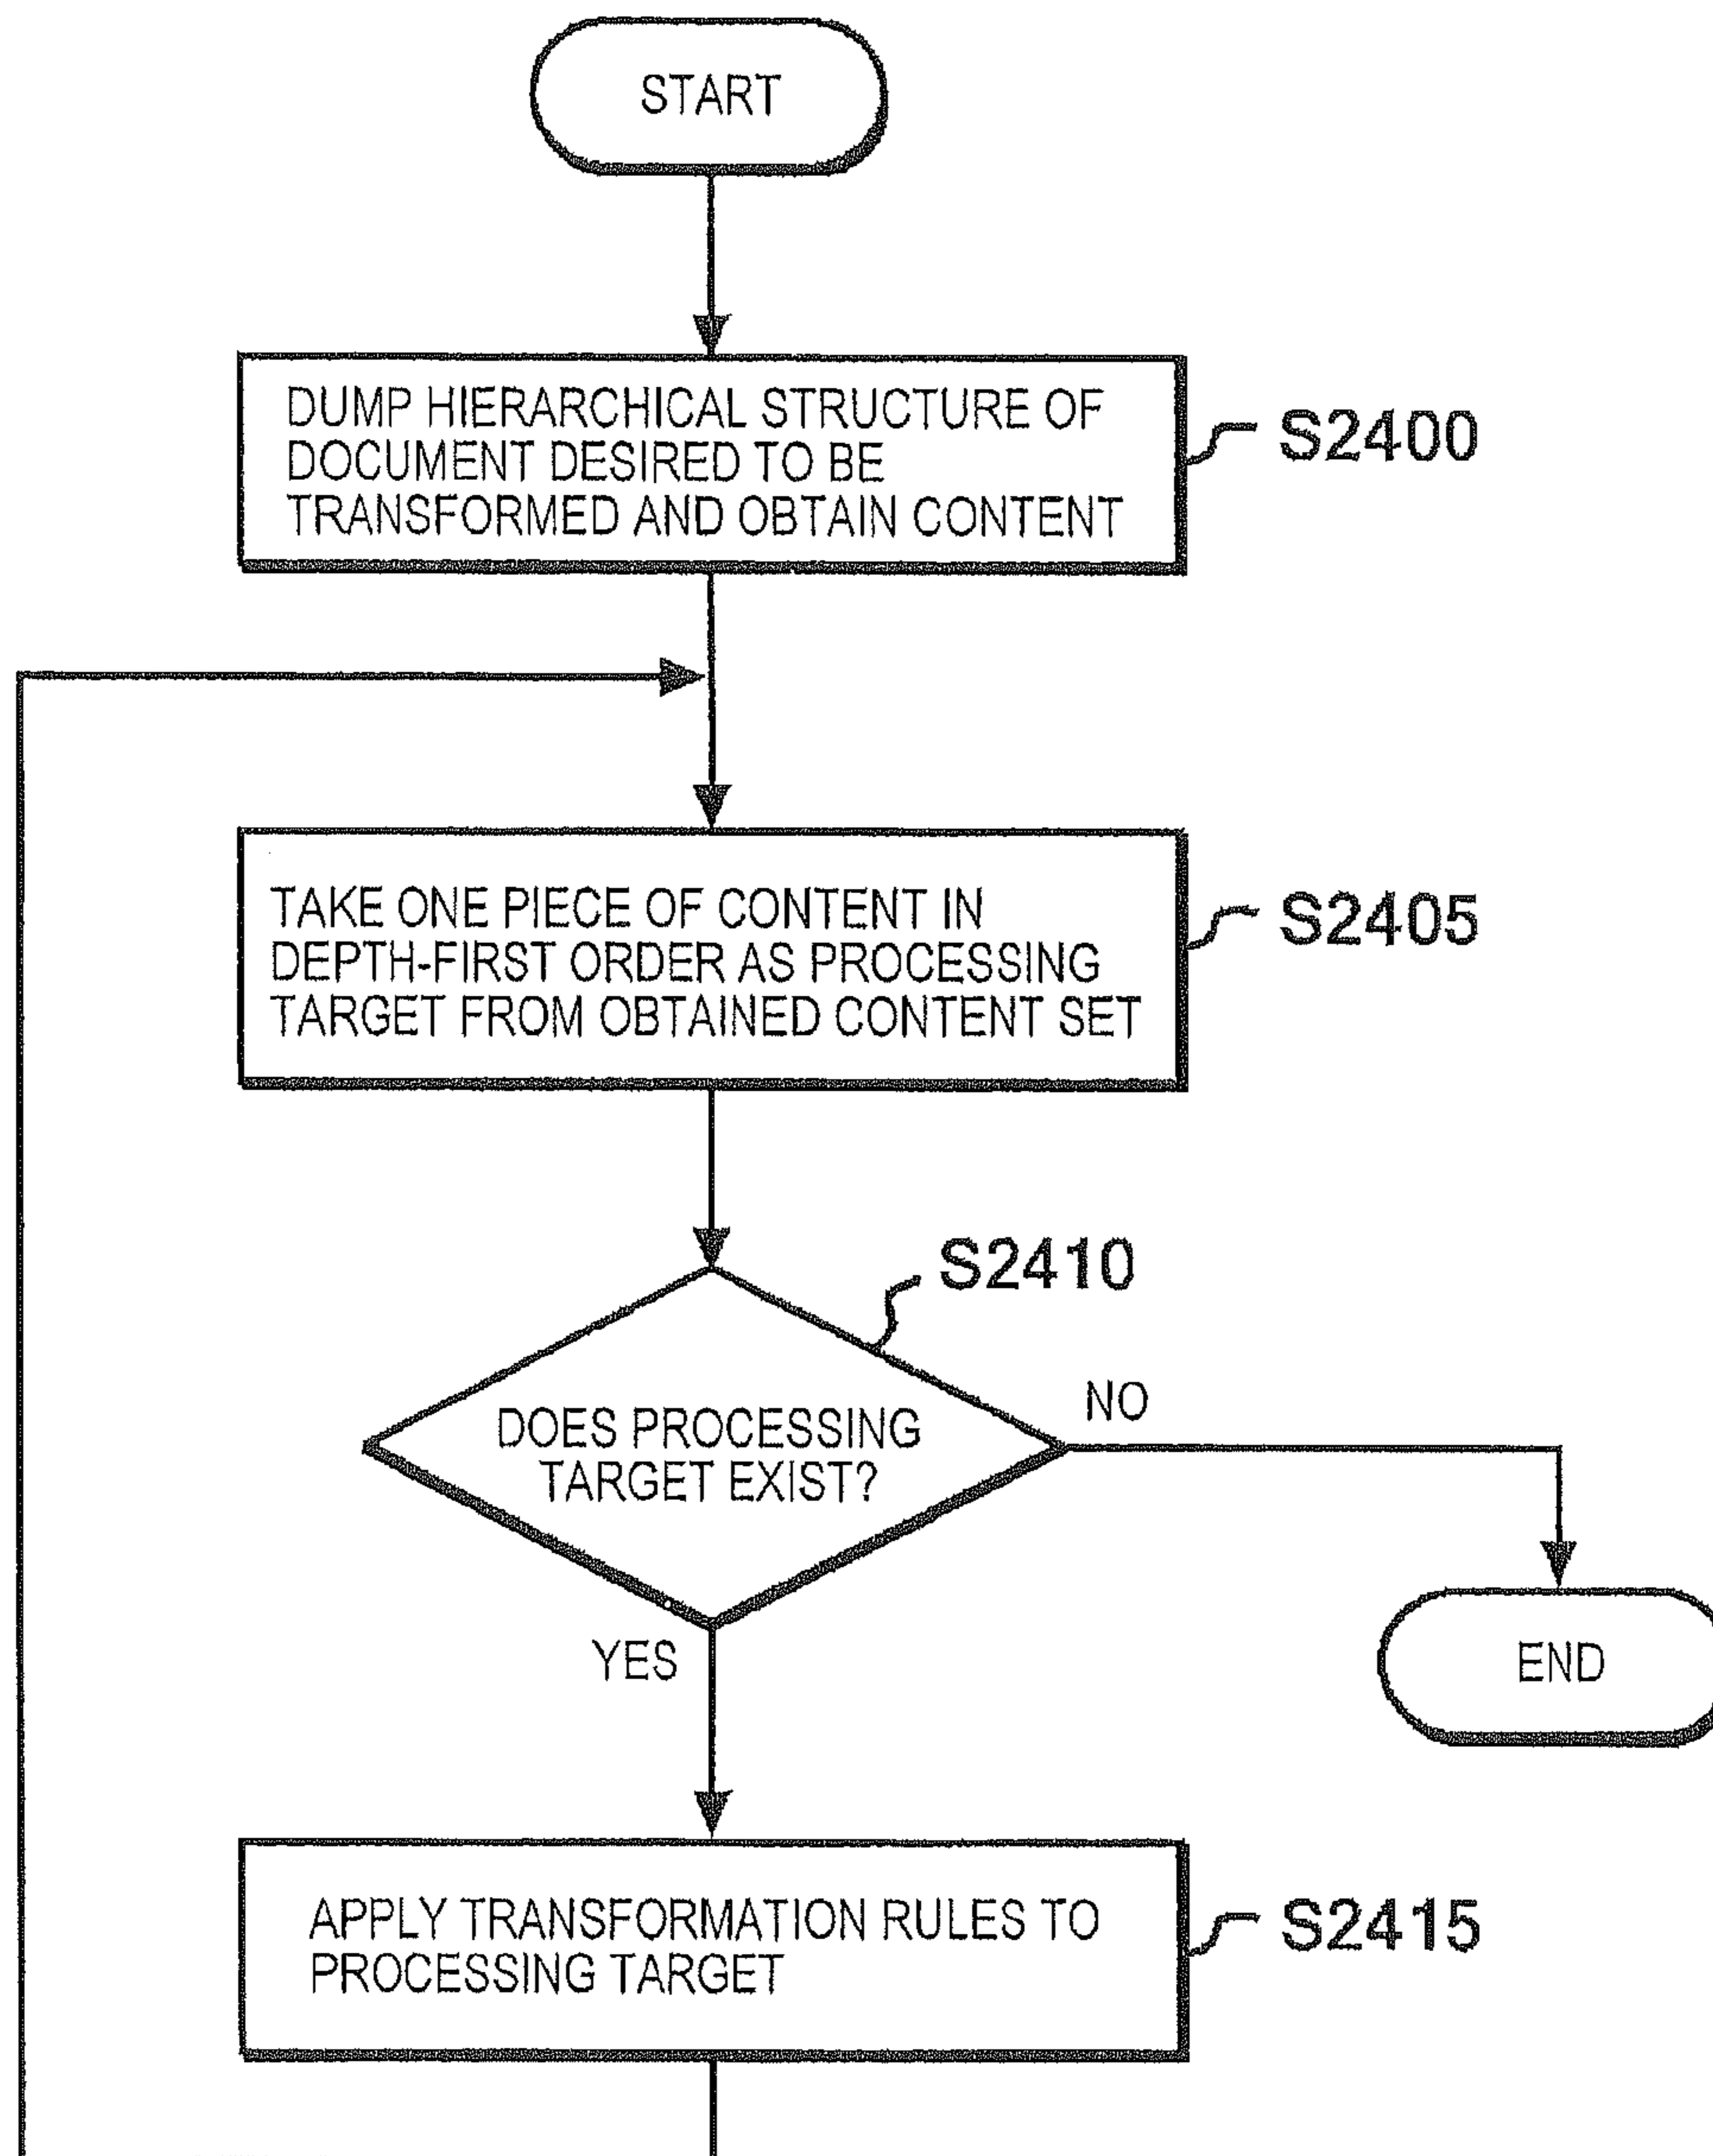 START
DUMP HIERARCHICAL STRUCTURE OF
DOCUMENT DESIRED TO BE
TRANSFORMED AND OBTAIN CONTENT
S2400
TAKE ONE PIECE OF CONTENT IN
DEPTH-FIRST ORDER AS PROCESSING
TARGET FROM OBTAINED CONTENT SET
S2405
S2410
DOES PROCESSING
TARGET EXIST?
NO
YES
END
APPLY TRANSFORMATION RULES TO
PROCESSING TARGET
S2415